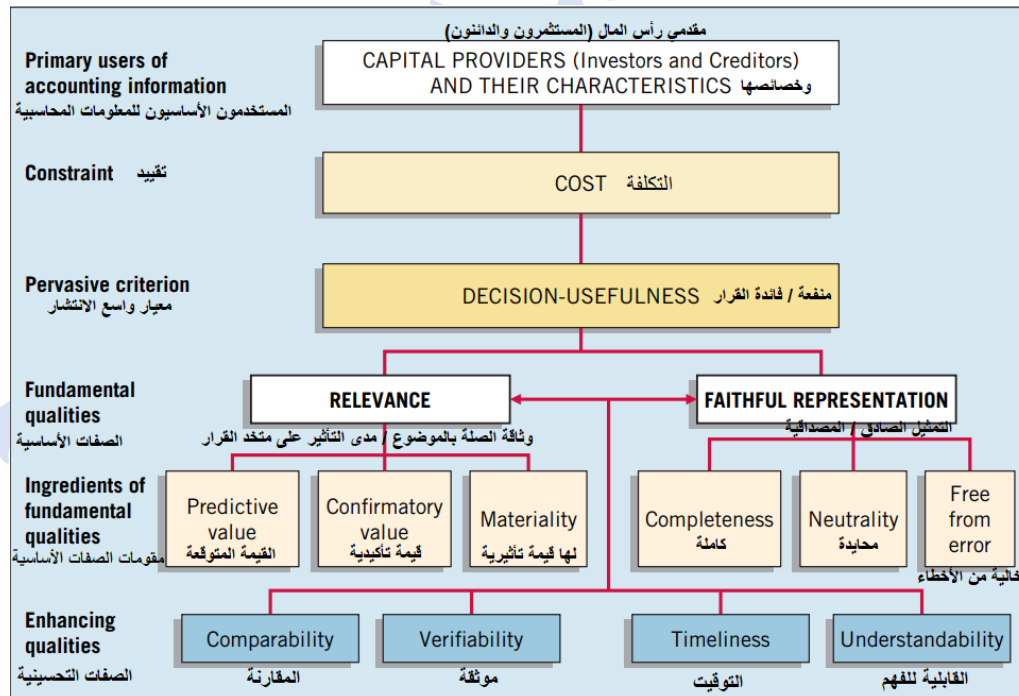 مقدمي رأس المال (المستثمرون والدائنون)
Primary users of
accounting information
المستخدمون الأساسيون للمعلومات المحاسبية
CAPITAL PROVIDERS (Investors and Creditors)
AND THEIR CHARACTERISTICS وخصائصها
Constraint تقييد
COST التكلفة
Pervasive criterion
معيار واسع الانتشار
DECISION-USEFULNESS منفعة / فائدة القرار
Fundamental
qualities
الصفات الأساسية
RELEVANCE
وثاقة الصلة بالموضوع / مدى التأثير على متخد القرار
FAITHFUL REPRESENTATION
التمثيل الصادق / المصداقية
Ingredients of
fundamental
qualities
مقومات الصفات الأساسية
Predictive
value
القيمة المتوقعة
Confirmatory
value
قيمة تأكيدية
Materiality
لها قيمة تأثيرية
Completeness
كاملة
Neutrality
محايدة
Free
from
error
خالية من الأخطاء
Enhancing
qualities
الصفات التحسينية
Comparability
المقارنة
Verifiability
موثقة
Timeliness
التوقيت
Understandability
القابلية للفهم